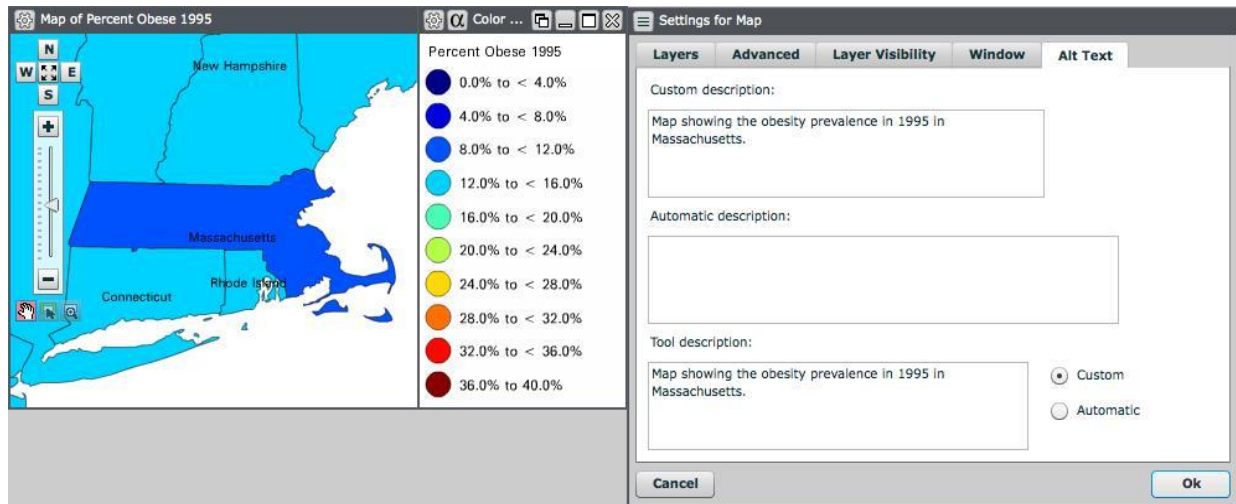 Map of Percent Obese 1995
N
W E
S
New Hampshire
Massachusetts
Rhode Island
Connecticut
α Color ...
Percent Obese 1995
0.0% to < 4.0%
4.0% to < 8.0%
8.0% to < 12.0%
12.0% to < 16.0%
16.0% to < 20.0%
20.0% to < 24.0%
24.0% to < 28.0%
28.0% to < 32.0%
32.0% to < 36.0%
36.0% to 40.0%
Settings for Map
Layers Advanced Layer Visibility Window Alt Text
Custom description:
Map showing the obesity prevalence in 1995 in
Massachusetts.
Automatic description:
Tool description:
Map showing the obesity prevalence in 1995 in
Massachusetts.
Custom
Automatic
Cancel Ok